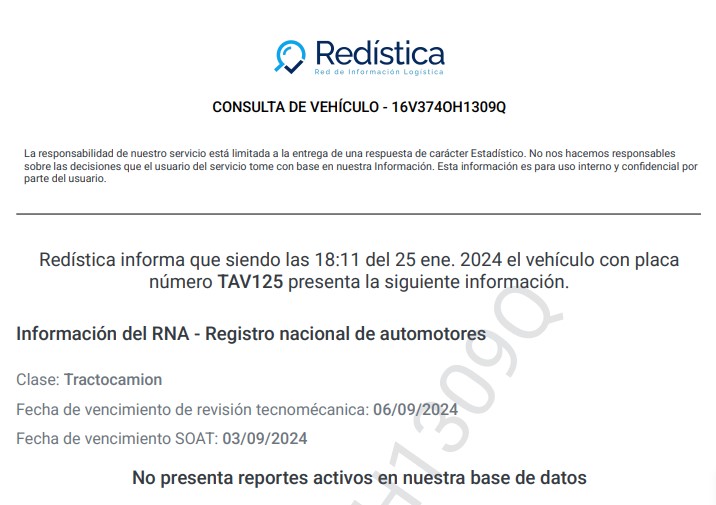 Redística
Red de Información Logística
CONSULTA DE VEHÍCULO - 16V374OH1309Q
La responsabilidad de nuestro servicio está limitada a la entrega de una respuesta de carácter Estadístico. No nos hacemos responsables
sobre las decisiones que el usuario del servicio tome con base en nuestra Información. Esta información es para uso interno y confidencial por
parte del usuario.
Redística informa que siendo las 18:11 del 25 ene. 2024 el vehículo con placa
número TAV125 presenta la siguiente información.
Información del RNA - Registro nacional de automotores
Clase: Tractocamion
Fecha de vencimiento de revisión tecnomécanica: 06/09/2024
Fecha de vencimiento SOAT: 03/09/2024
No presenta reportes activos en nuestra base de datos
H1309Q